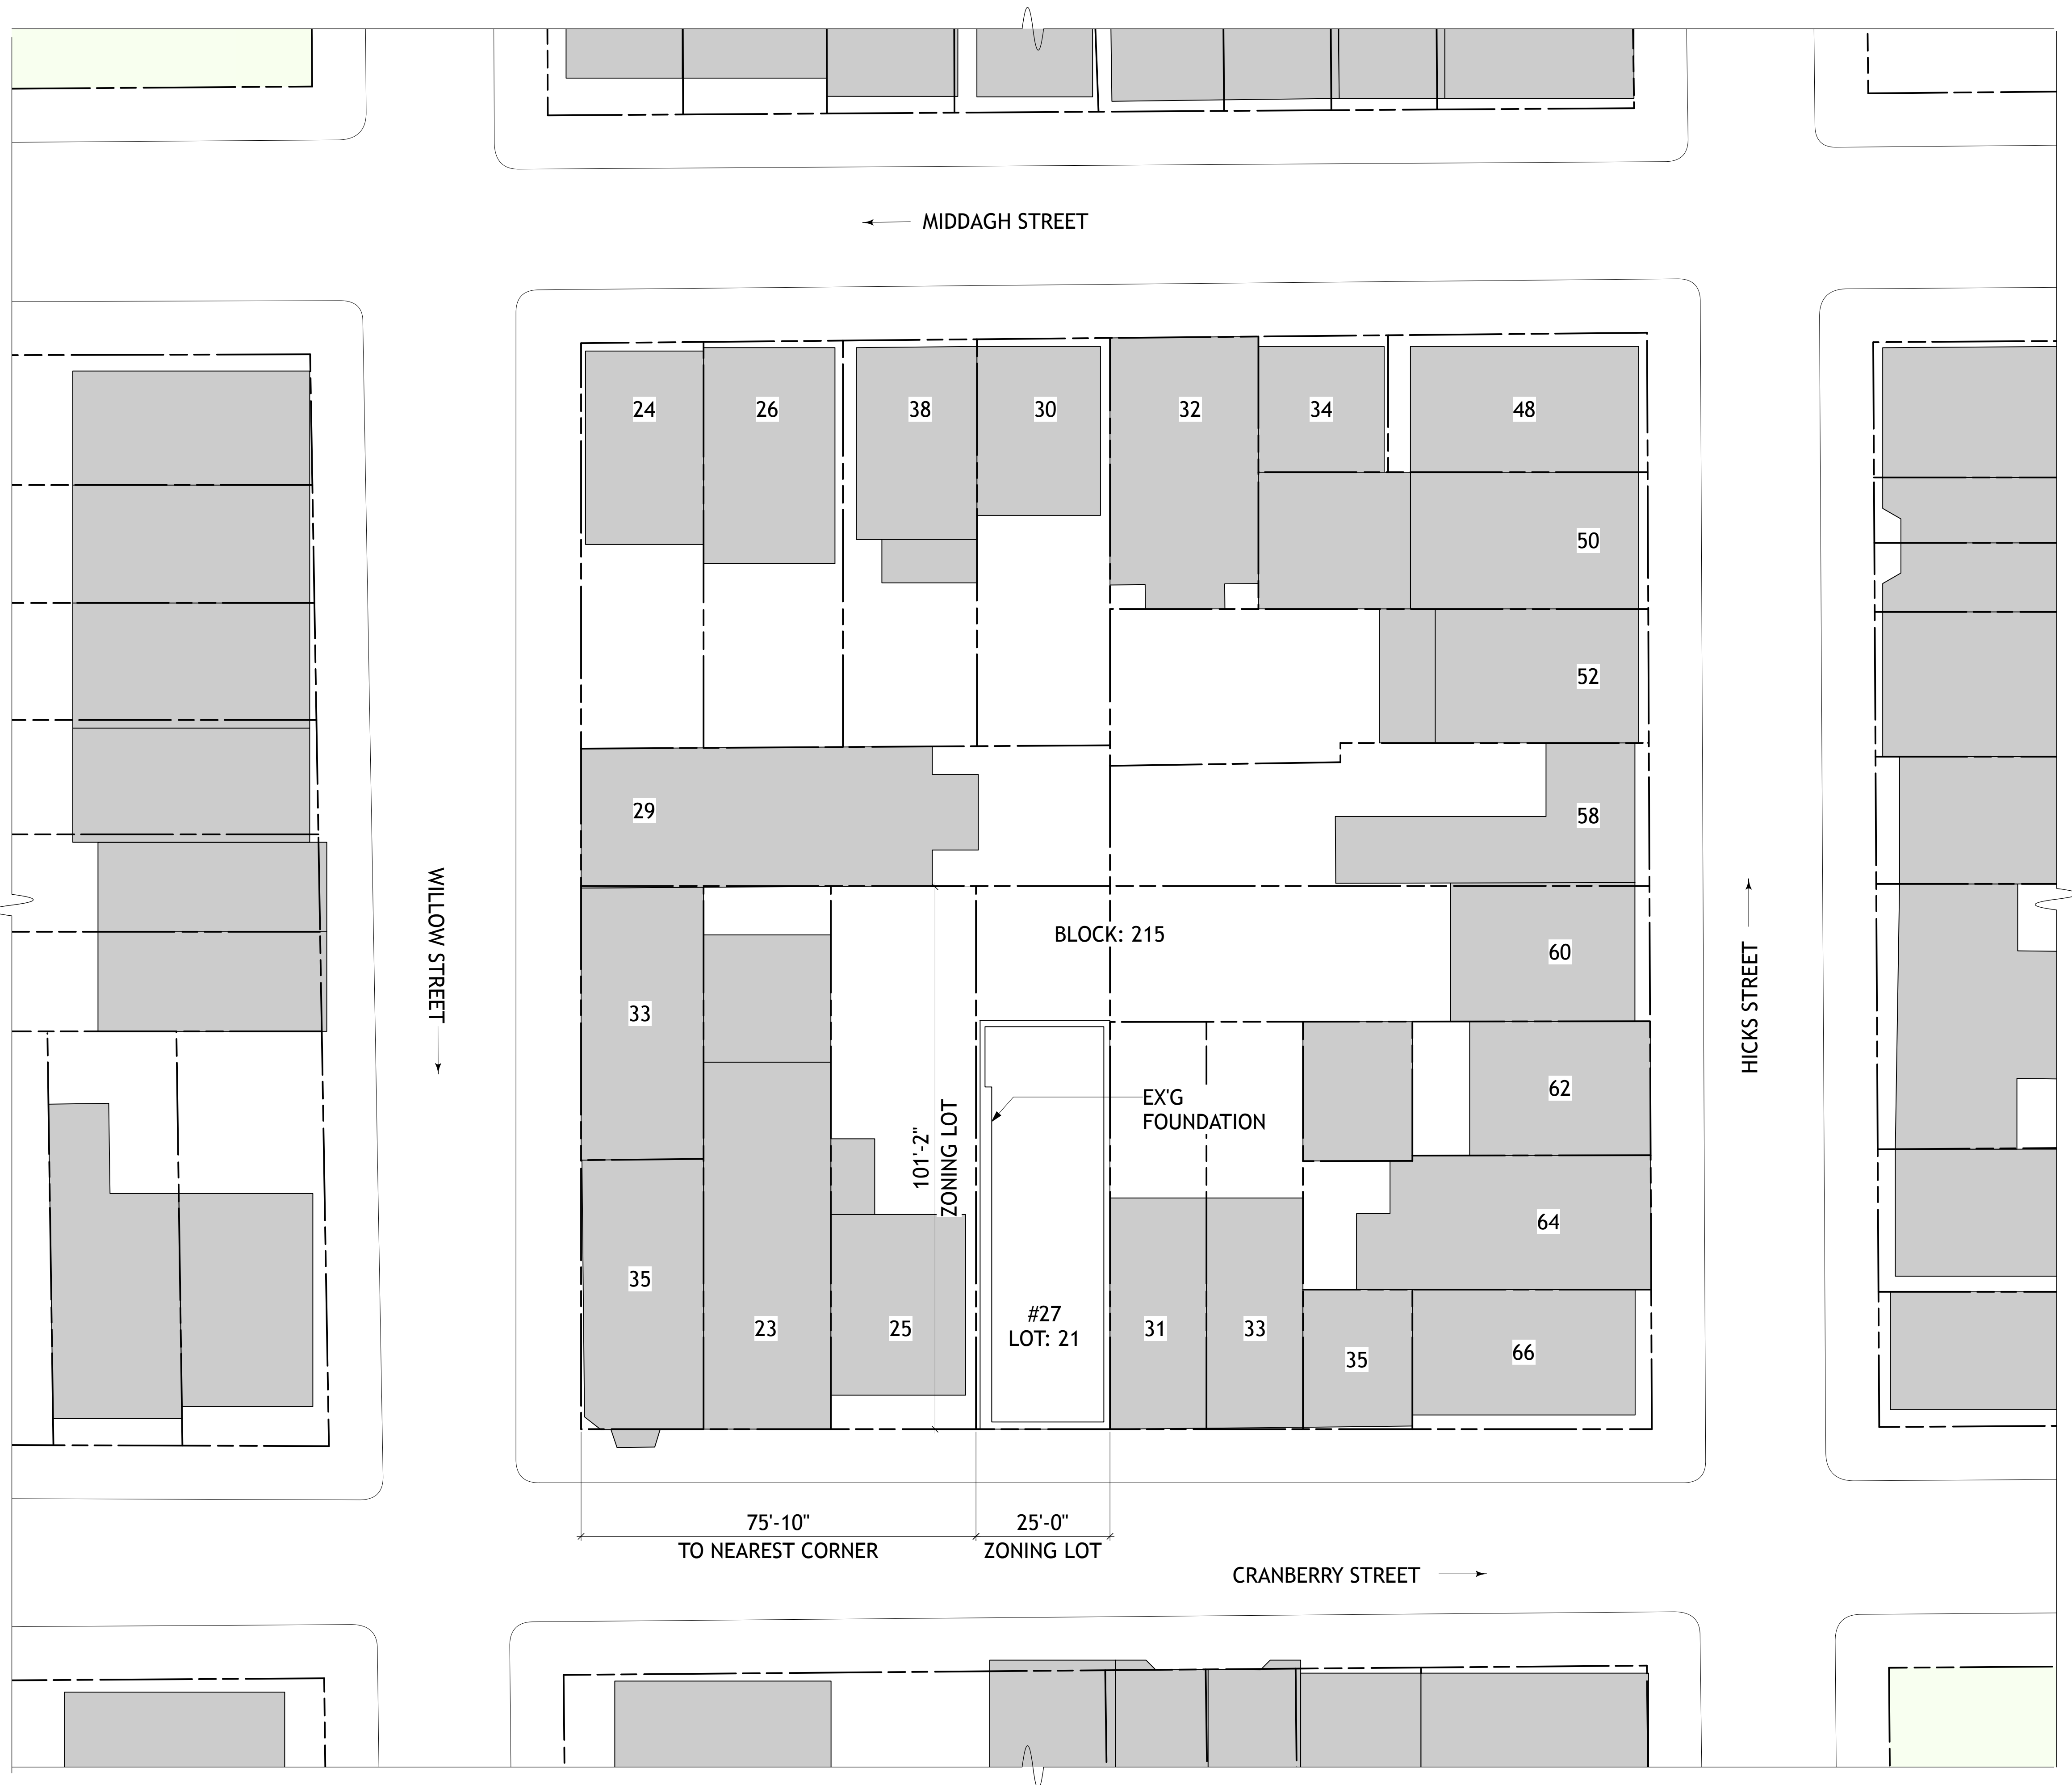 MIDDAGH STREET
24
26
38
30
32
34
48
50
52
29
58
WILLOW STREET
BLOCK: 215
60
HICKS STREET
33
EX'G
FOUNDATION
62
101'-2"
ZONING LOT
64
35
#27
LOT: 21
23
25
31
33
35
66
75'-10"
TO NEAREST CORNER
25'-0"
ZONING LOT
CRANBERRY STREET